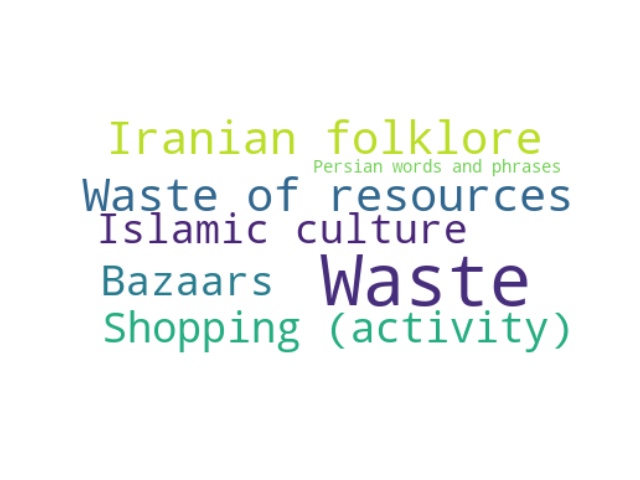 Iranian folklore
Persian words and phrases
Waste of resources
Islamic culture
Bazaars
Waste
Shopping (activity)